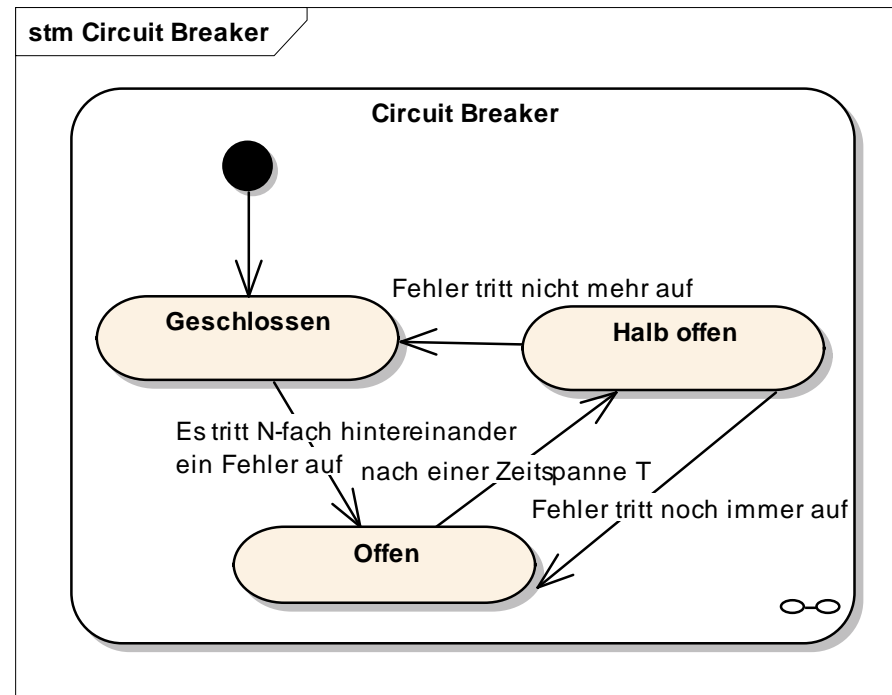 stm Circuit Breaker
Circuit Breaker
Geschlossen
Fehler tritt nicht mehr auf
Halb offen
Es tritt N-fach hintereinander
ein Fehler auf
nach einer Zeitspanne T
Fehler tritt noch immer auf
Offen